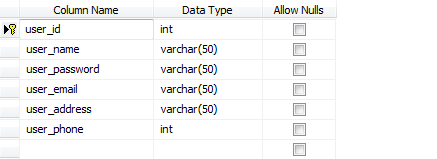 Column Name Data Type Allow Nulls
user_id int
user_name varchar(50)
user_password varchar(50)
user_email varchar(50)
user_address varchar(50)
user_phone int